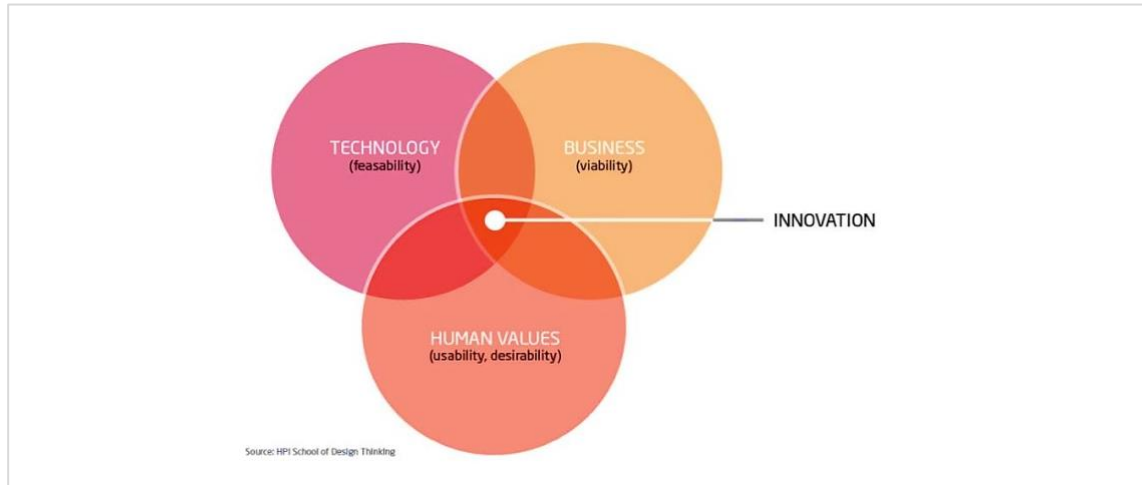 TECHNOLOGY
(feasability)
BUSINESS
(viability)
INNOVATION
HUMAN VALUES
(usability, desirability)
Source: HPI School of Design Thinking